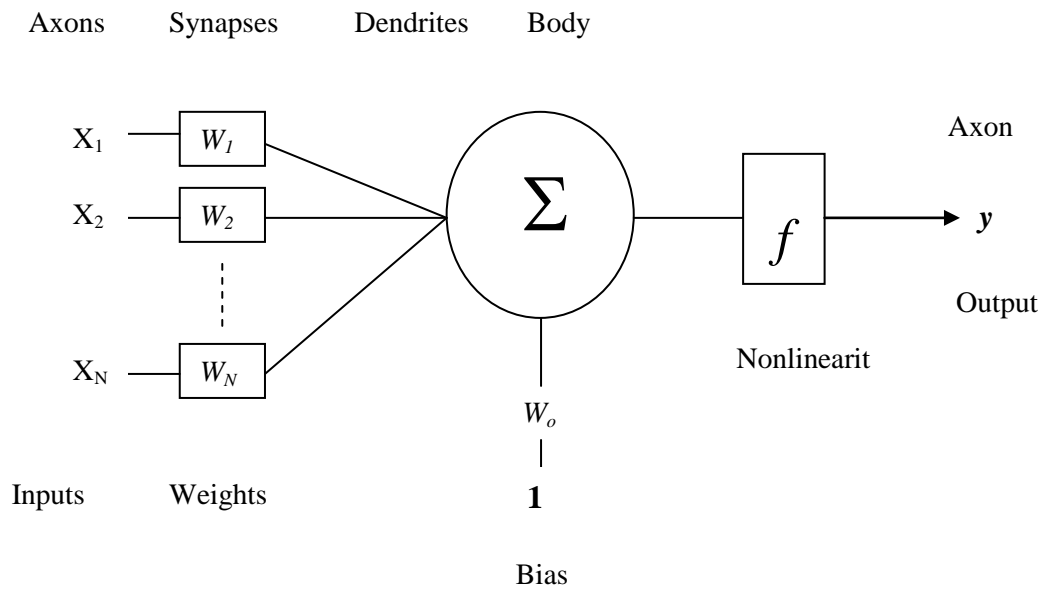 Axons Synapses Dendrites Body
X1 W1
X2 W2
XN WN
Σ
f
Axon
y
Output
Nonlinearit
Wo
Inputs Weights 1
Bias